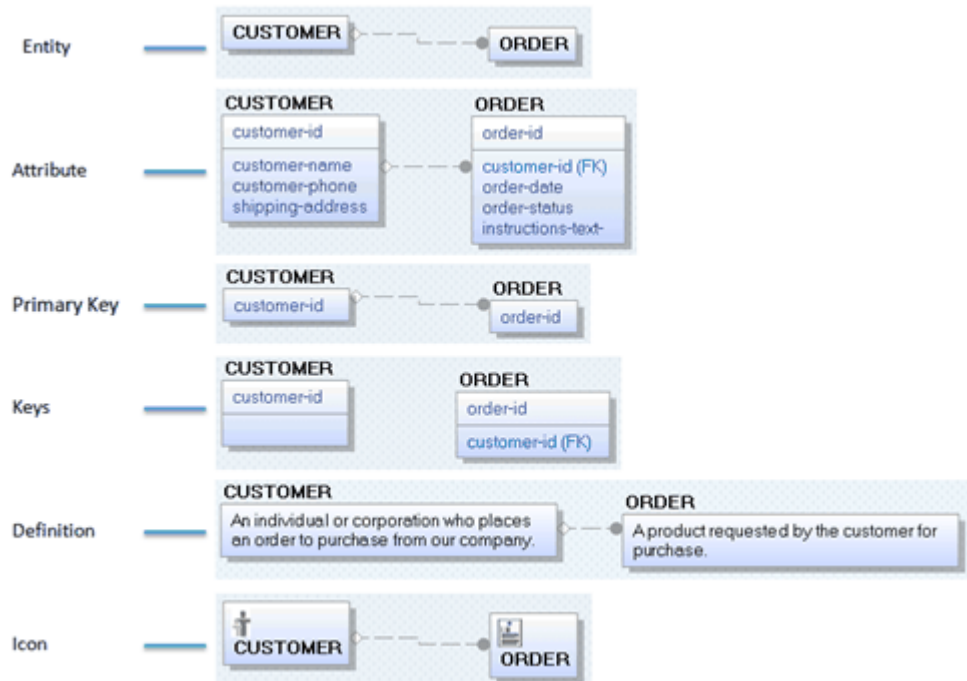 Entity
CUSTOMER
ORDER
Attribute
CUSTOMER
customer-id
customer-name
customer-phone
shipping-address
ORDER
order-id
customer-id (FK)
order-date
order-status
instructions-text-
Primary Key
CUSTOMER
customer-id
ORDER
order-id
Keys
CUSTOMER
customer-id
ORDER
order-id
customer-id (FK)
Definition
CUSTOMER
An individual or corporation who places
an order to purchase from our company.
ORDER
A product requested by the customer for
purchase.
Icon
CUSTOMER
ORDER